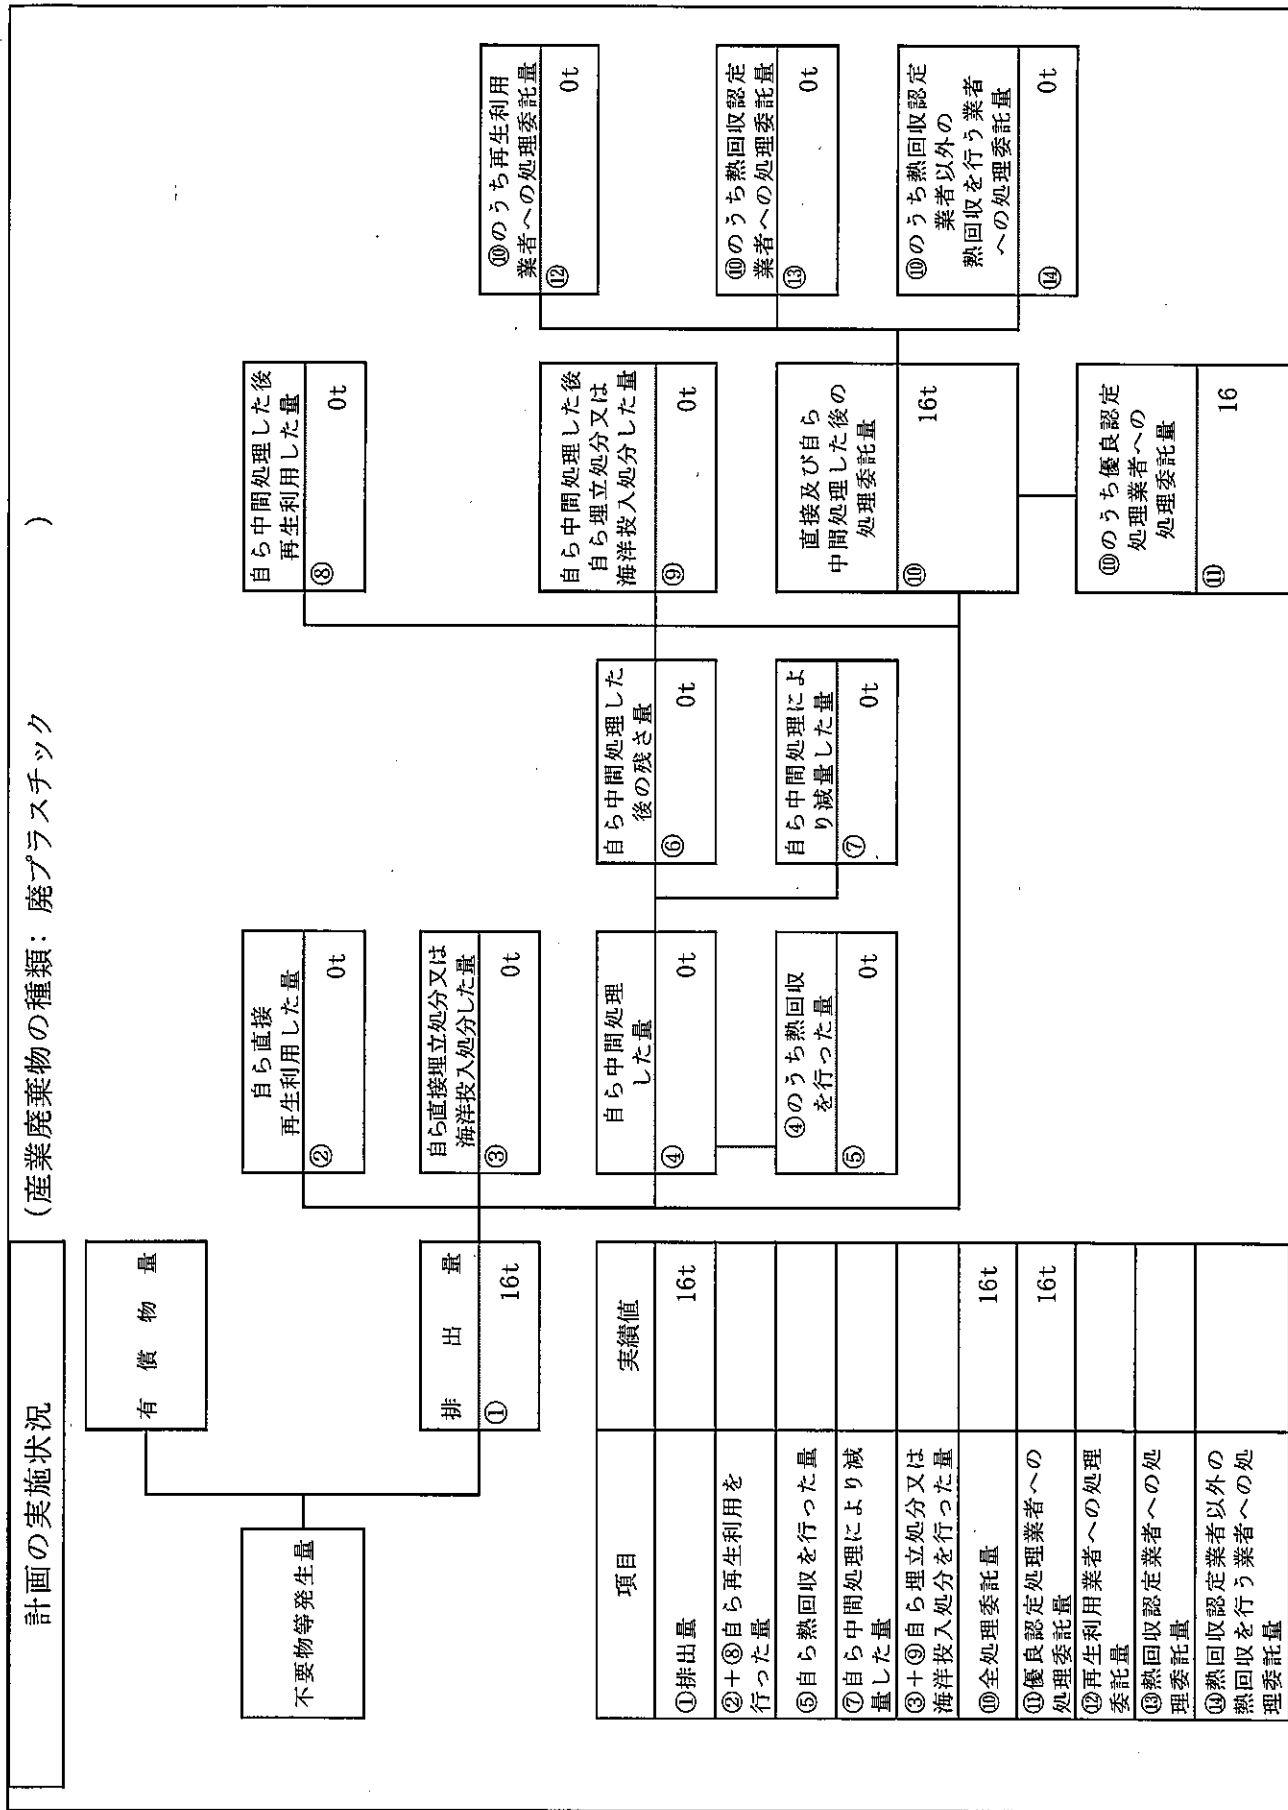 計画の実施状況
(産業廃棄物の種類：廃プラスチック　　　)
不要物等発生量
有償物量
排出量
① 16t
自ら直接
再生利用した量
② 0t
自ら直接埋立処分又は
海洋投入処分した量
③ 0t
自ら中間処理
した量
④ 0t
④のうち熱回収
を行った量
⑤ 0t
自ら中間処理した
後の残さ量
⑥ 0t
自ら中間処理によ
り減量した量
⑦ 0t
自ら中間処理した後
再生利用した量
⑧ 0t
自ら中間処理した後
自ら埋立処分又は
海洋投入処分した量
⑨ 0t
直接及び自ら
中間処理した後の
処理委託量
⑩ 16t
⑩のうち優良認定
処理業者への
処理委託量
⑪ 16
⑩のうち再生利用
業者への処理委託量
⑫ 0t
⑩のうち熱回収認定
業者への処理委託量
⑬ 0t
⑩のうち熱回収認定
業者以外の
熱回収を行う業者
への処理委託量
⑭ 0t
項目 実績値
①排出量 16t
②+⑧自ら再生利用を
行った量
⑤自ら熱回収を行った量
⑦自ら中間処理により減
量した量
③+⑨自ら埋立処分又は
海洋投入処分を行った量
⑩全処理委託量 16t
⑪優良認定処理業者への
処理委託量 16t
⑫再生利用業者への処理
委託量
⑬熱回収認定業者への処
理委託量
⑭熱回収認定業者以外の
熱回収を行う業者への処
理委託量